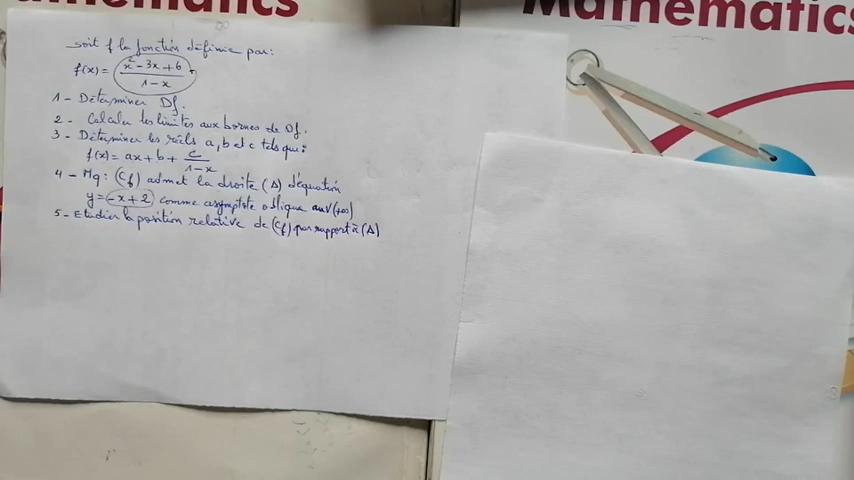 Mathematics
soit f la fonction définie par:
f(x) = (x² - 3x + 6)/(1 - x).
1 - Déterminer Df.
2 - Calculer les limites aux bornes de Df.
3 - Déterminer les réels a, b et c tels que:
f(x) = ax + b + c/(1 - x)
4 - Mq: (Cf) admet la droite (Δ) d'équation
y = -x + 2 comme asymptote oblique au V(+∞)
5 - Etudier la position relative de (Cf) par rapport à (Δ)